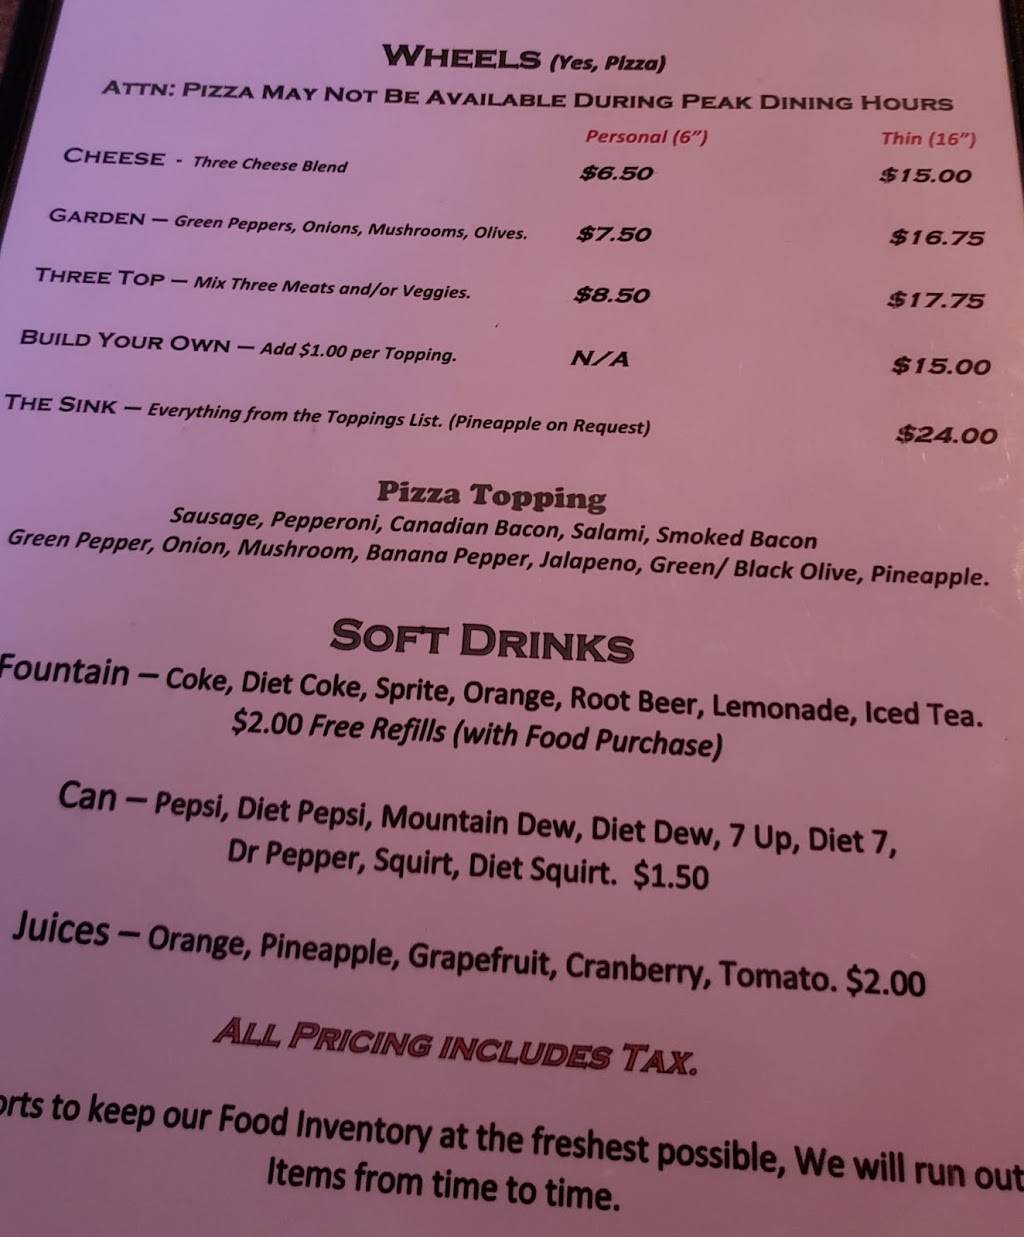 WHEELS (Yes, Pizza)
ATTN: PIZZA MAY NOT BE AVAILABLE DURING PEAK DINING HOURS
Personal (6") Thin (16")
CHEESE - Three Cheese Blend $6.50 $15.00
GARDEN — Green Peppers, Onions, Mushrooms, Olives. $7.50 $16.75
THREE TOP — Mix Three Meats and/or Veggies. $8.50 $17.75
BUILD YOUR OWN — Add $1.00 per Topping. N/A $15.00
THE SINK — Everything from the Toppings List. (Pineapple on Request) $24.00
Pizza Topping
Sausage, Pepperoni, Canadian Bacon, Salami, Smoked Bacon
Green Pepper, Onion, Mushroom, Banana Pepper, Jalapeno, Green/ Black Olive, Pineapple.
SOFT DRINKS
Fountain — Coke, Diet Coke, Sprite, Orange, Root Beer, Lemonade, Iced Tea.
$2.00 Free Refills (with Food Purchase)
Can — Pepsi, Diet Pepsi, Mountain Dew, Diet Dew, 7 Up, Diet 7,
Dr Pepper, Squirt, Diet Squirt. $1.50
Juices — Orange, Pineapple, Grapefruit, Cranberry, Tomato. $2.00
ALL PRICING INCLUDES TAX.
orts to keep our Food Inventory at the freshest possible, We will run out
Items from time to time.